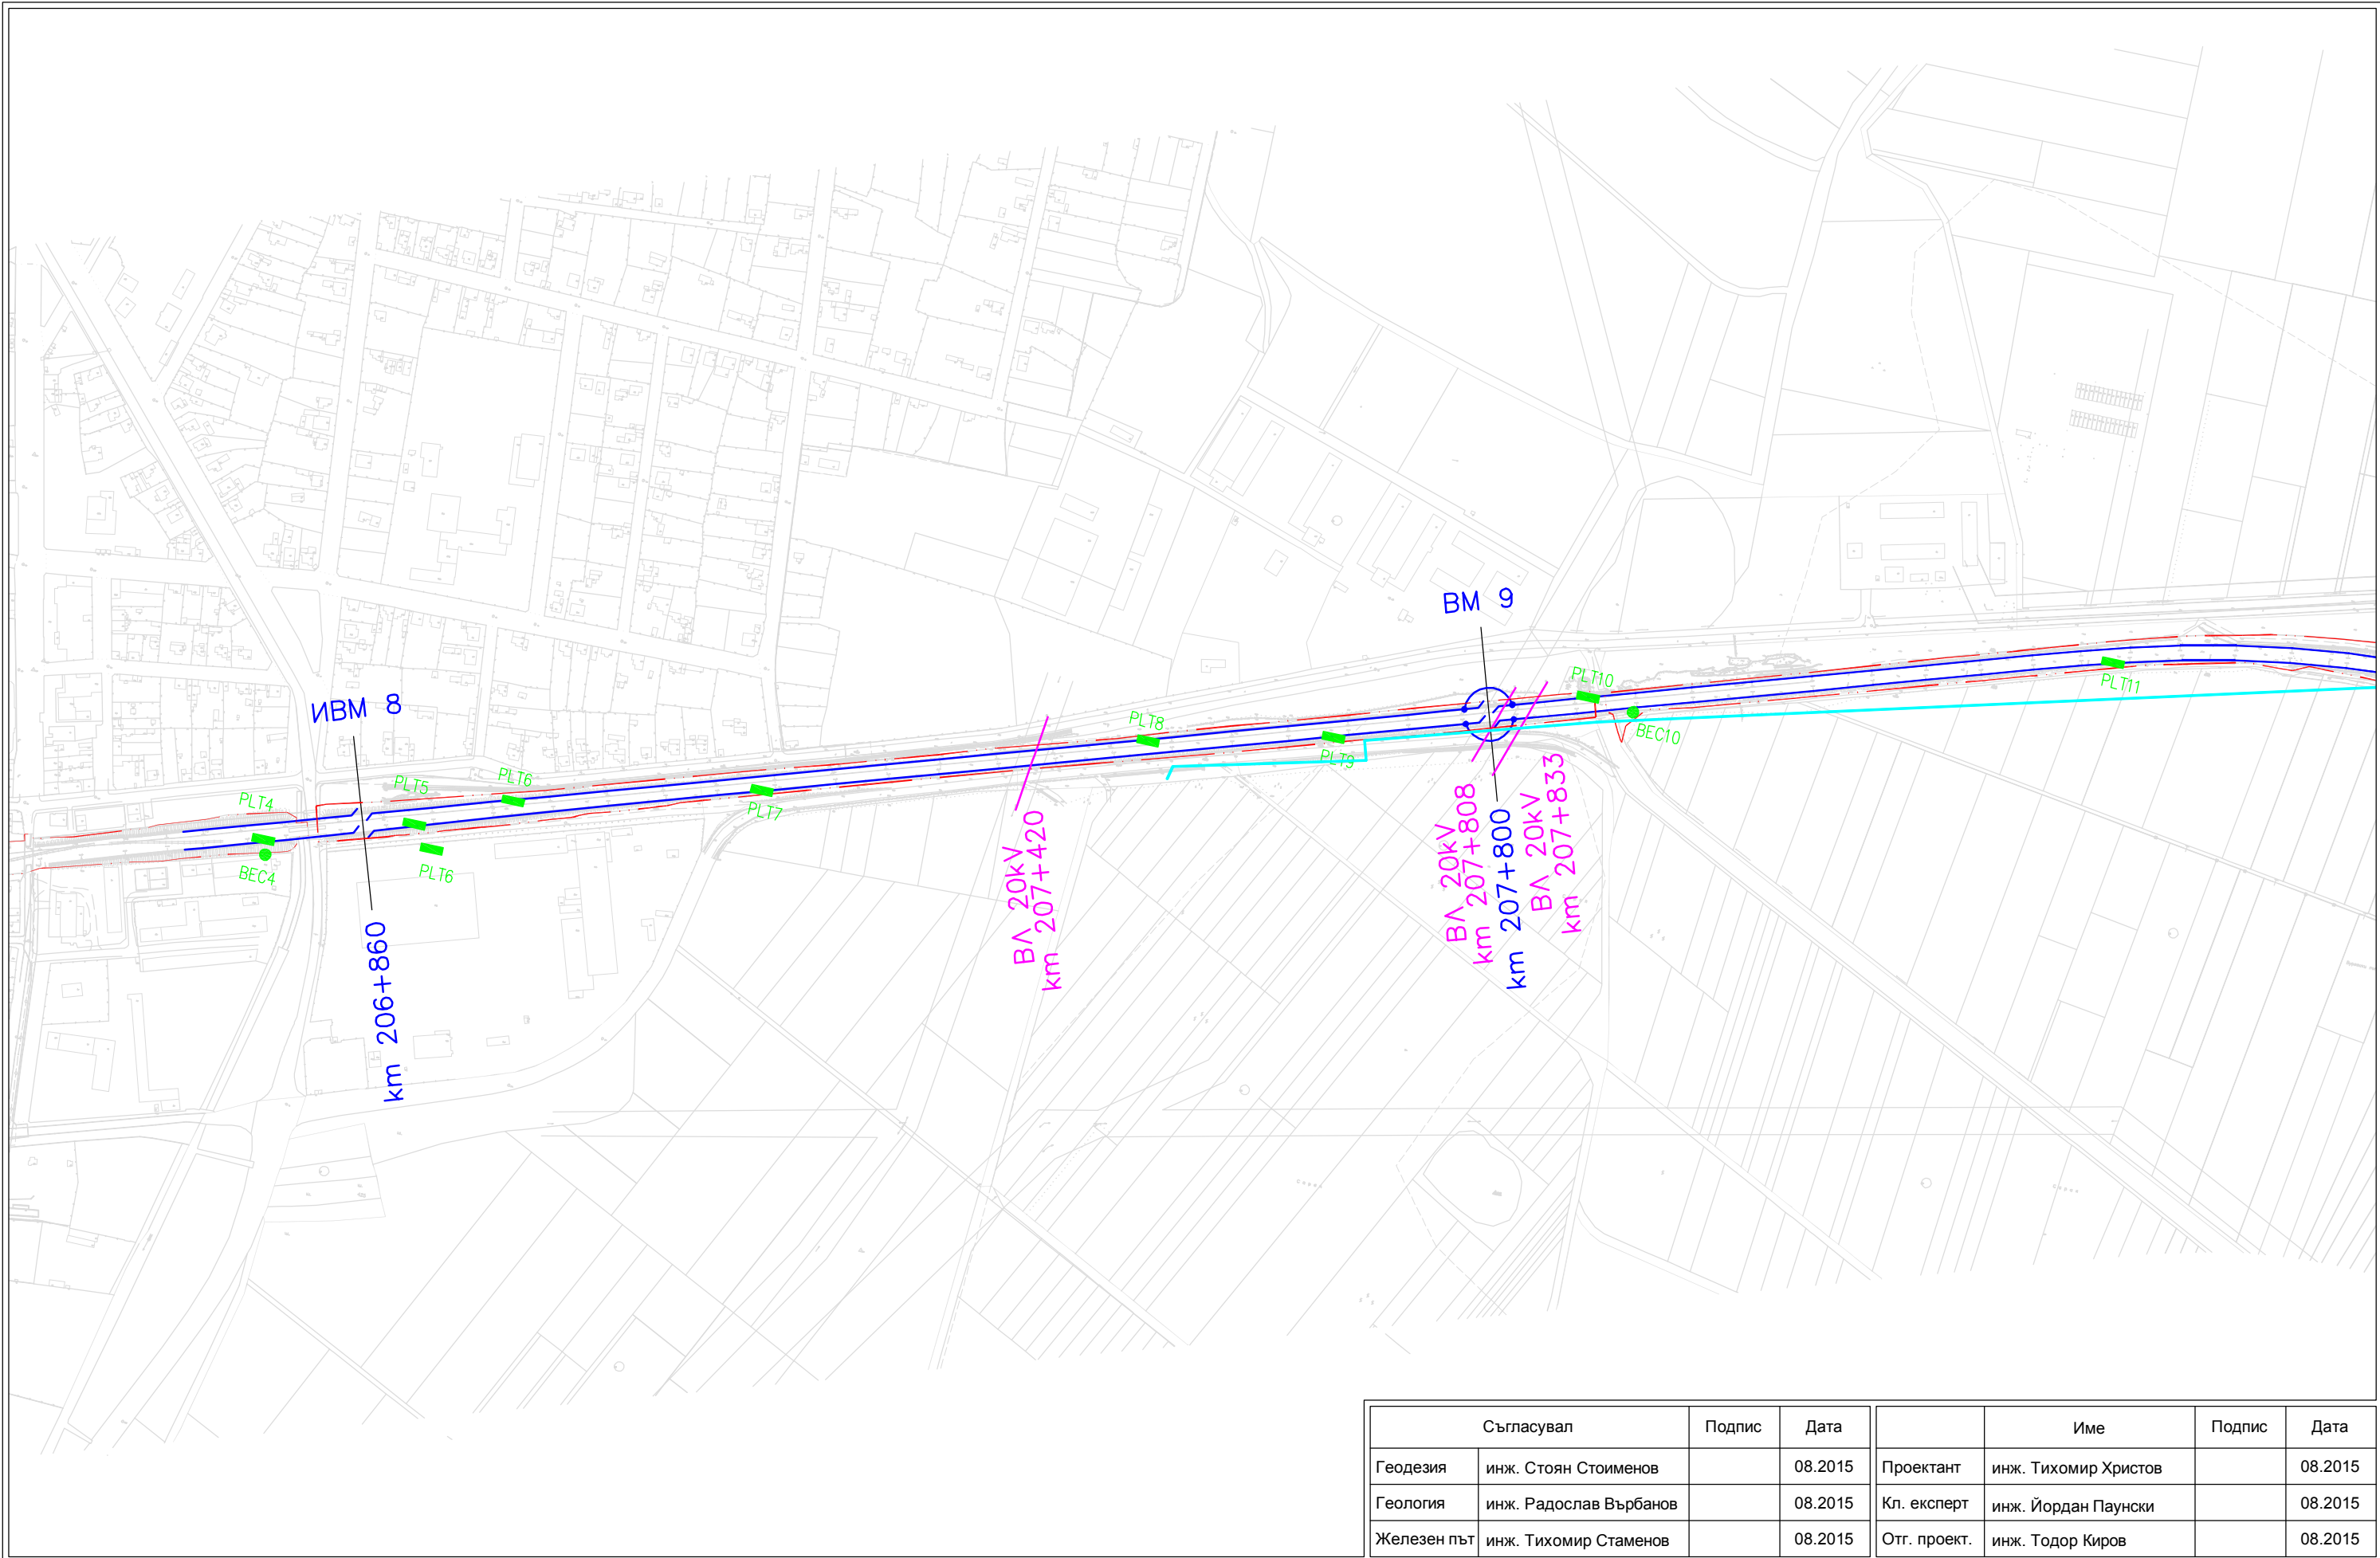 ВМ 9
ИВМ 8
PLT4
PLT5
PLT6
PLT7
PLT8
PLT9
PLT10
PLT11
BEC4
PLT6
BEC10
km 206+860
ВЛ 20kV
km 207+420
ВЛ 20kV
km 207+808
km 207+800
ВЛ 20kV
km 207+833
Съгласувал Подпис Дата
Геодезия инж. Стоян Стоименов 08.2015
Геология инж. Радослав Върбанов 08.2015
Железен път инж. Тихомир Стаменов 08.2015
Име Подпис Дата
Проектант инж. Тихомир Христов 08.2015
Кл. експерт инж. Йордан Паунски 08.2015
Отг. проект. инж. Тодор Киров 08.2015